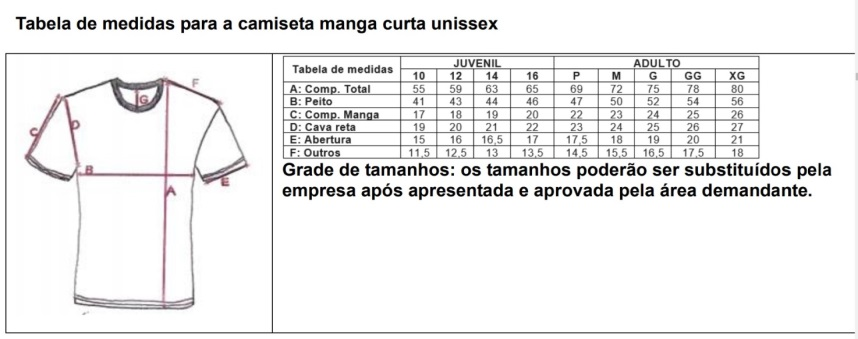 Tabela de medidas para a camiseta manga curta unissex
F
G
C
D
B
A
E
Tabela de medidas JUVENIL ADULTO
10 12 14 16 P M G GG XG
A: Comp. Total 55 59 63 65 69 72 75 78 80
B: Peito 41 43 44 46 47 50 52 54 56
C: Comp. Manga 17 18 19 20 22 23 24 25 26
D: Cava reta 19 20 21 22 23 24 25 26 27
E: Abertura 15 16 16,5 17 17,5 18 19 20 21
F: Outros 11,5 12,5 13 13,5 14,5 15,5 16,5 17,5 18
Grade de tamanhos: os tamanhos poderão ser substituídos pela
empresa após apresentada e aprovada pela área demandante.